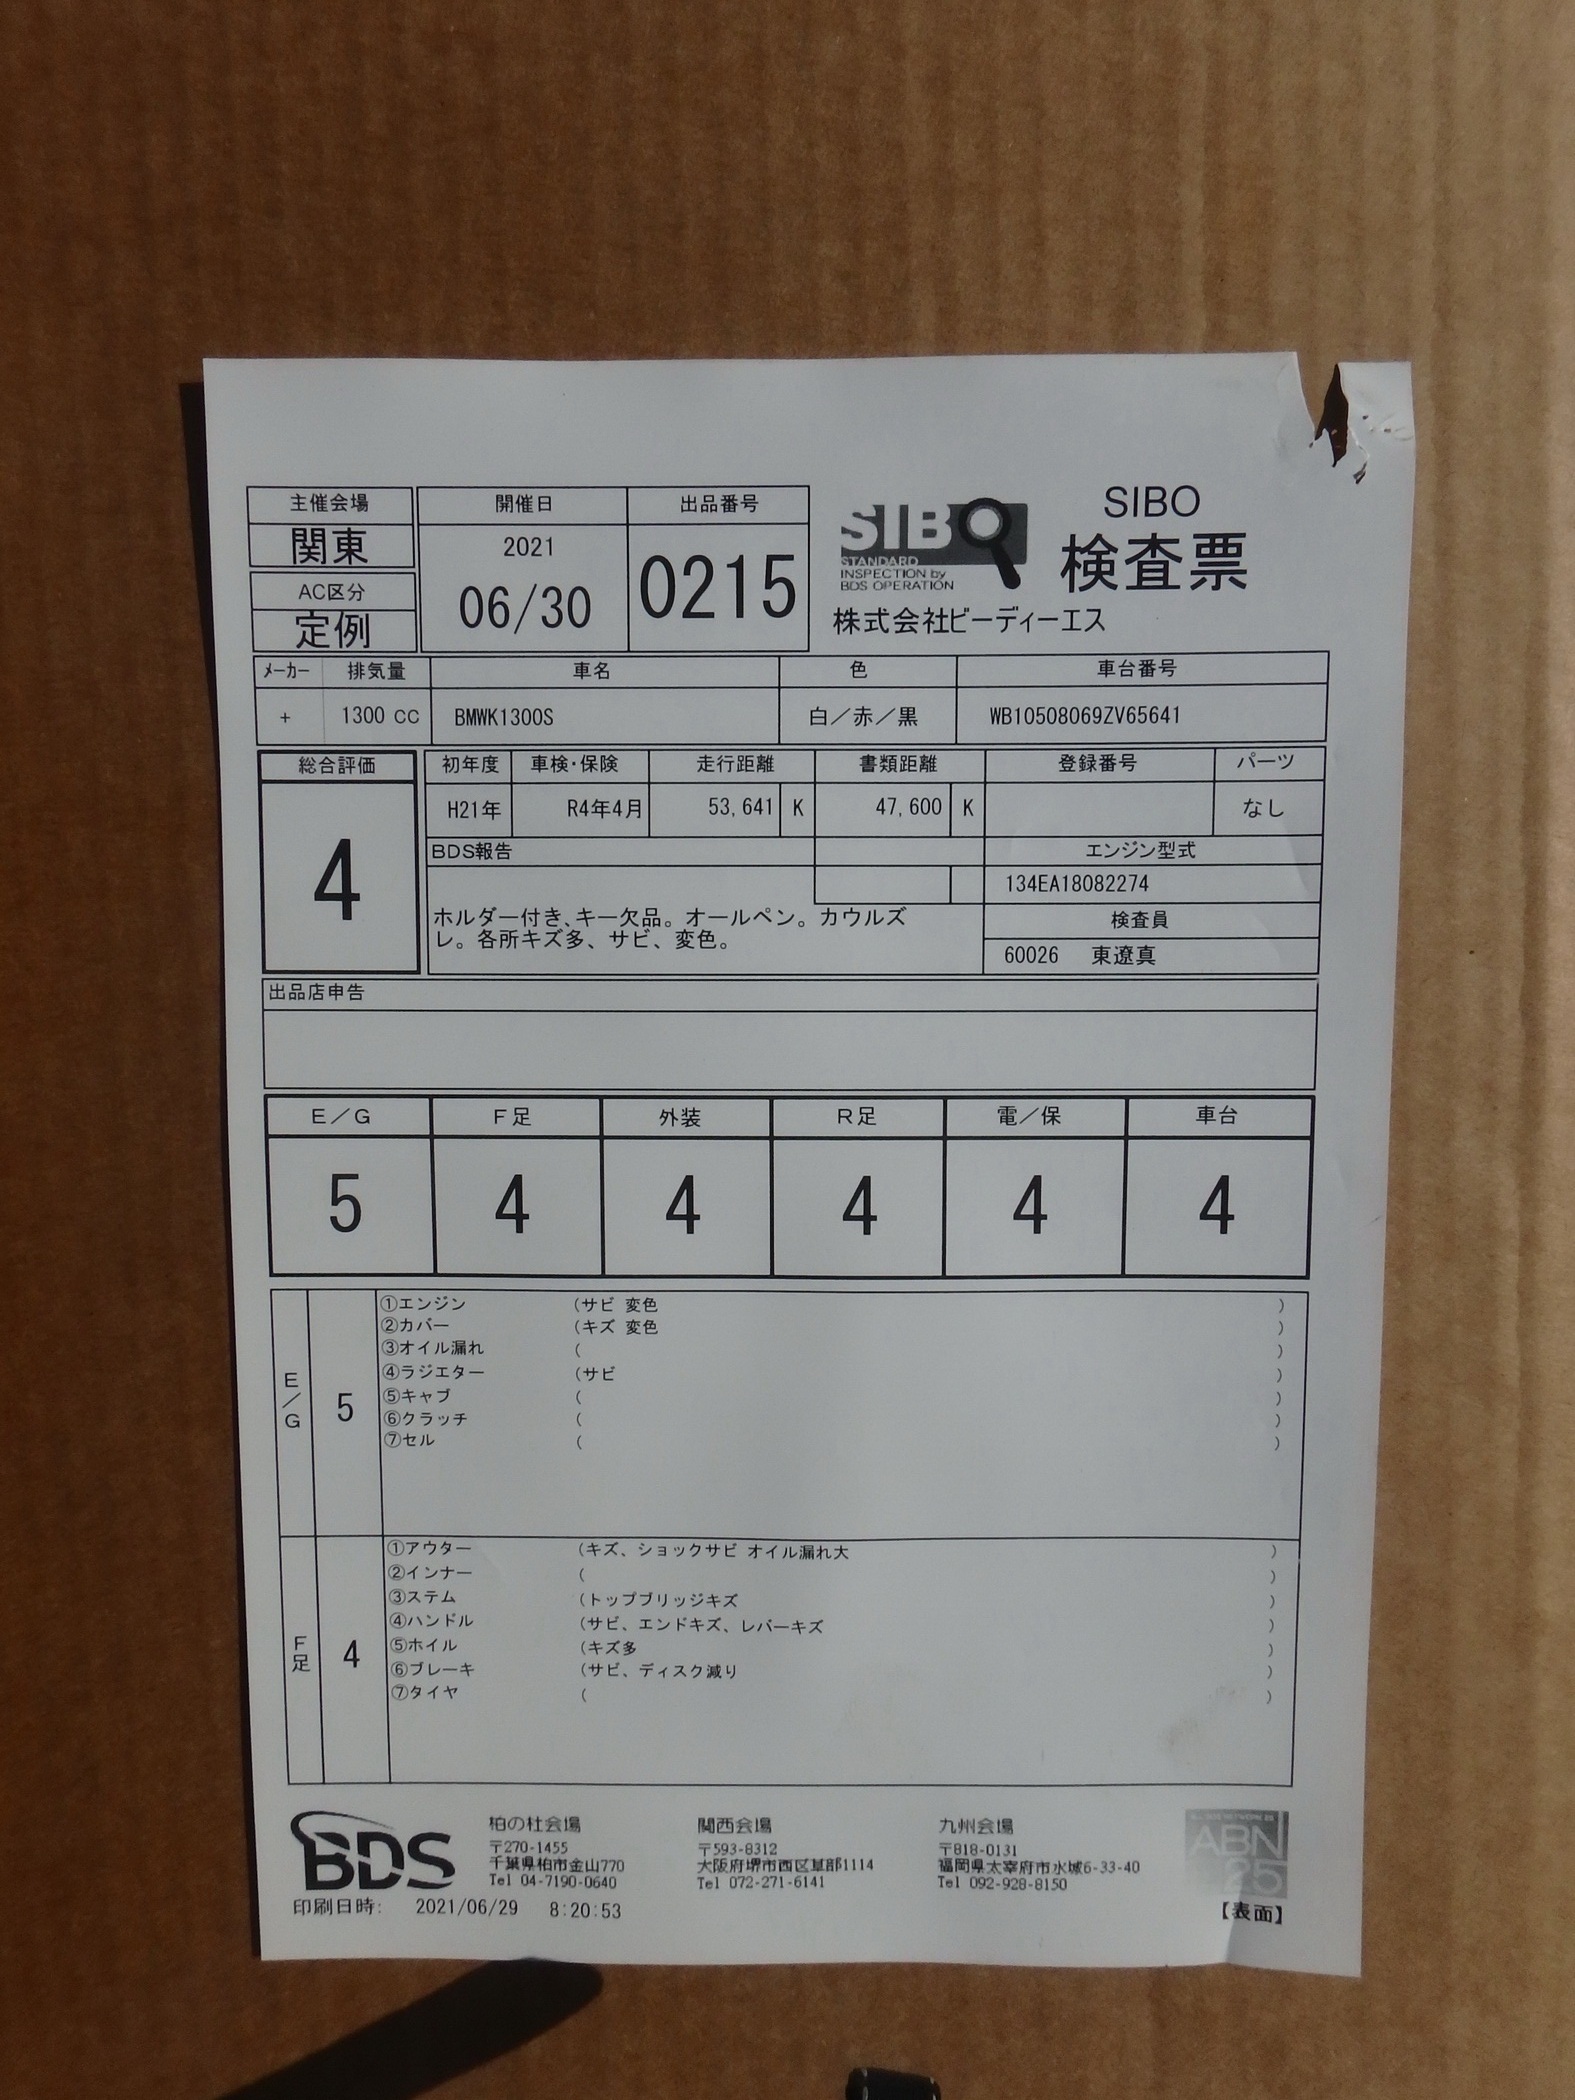 主催会場
関東
AC区分
定例
開催日
2021
06/30
出品番号
0215
SIBO
STANDARD
INSPECTION by
BDS OPERATION
SIBO
検査票
株式会社ビーディーエス
メーカー 排気量 車名 色 車台番号
+ 1300 CC BMWK1300S 白／赤／黒 WB10508069ZV65641
総合評価
4
初年度 車検・保険 走行距離 書類距離 登録番号 パーツ
H21年 R4年4月 53,641 K 47,600 K なし
BDS報告
エンジン型式
134EA18082274
ホルダー付き、キー欠品。オールペン。カウルズ
レ。各所キズ多、サビ、変色。
検査員
60026 東遼真
出品店申告
E／G F足 外装 R足 電／保 車台
5 4 4 4 4 4
E／G
5
①エンジン （サビ 変色 ）
②カバー （キズ 変色 ）
③オイル漏れ （ ）
④ラジエター （サビ ）
⑤キャブ （ ）
⑥クラッチ （ ）
⑦セル （ ）
F足
4
①アウター （キズ、ショックサビ オイル漏れ大 ）
②インナー （ ）
③ステム （トップブリッジキズ ）
④ハンドル （サビ、エンドキズ、レバーキズ ）
⑤ホイル （キズ多 ）
⑥ブレーキ （サビ、ディスク減り ）
⑦タイヤ （ ）
BDS
柏の杜会場
〒270-1455
千葉県柏市金山770
Tel 04-7190-0640
関西会場
〒593-8312
大阪府堺市西区草部1114
Tel 072-271-6141
九州会場
〒818-0131
福岡県太宰府市水城6-33-40
Tel 092-928-8150
ABN
25
印刷日時: 2021/06/29 8:20:53
【表面】